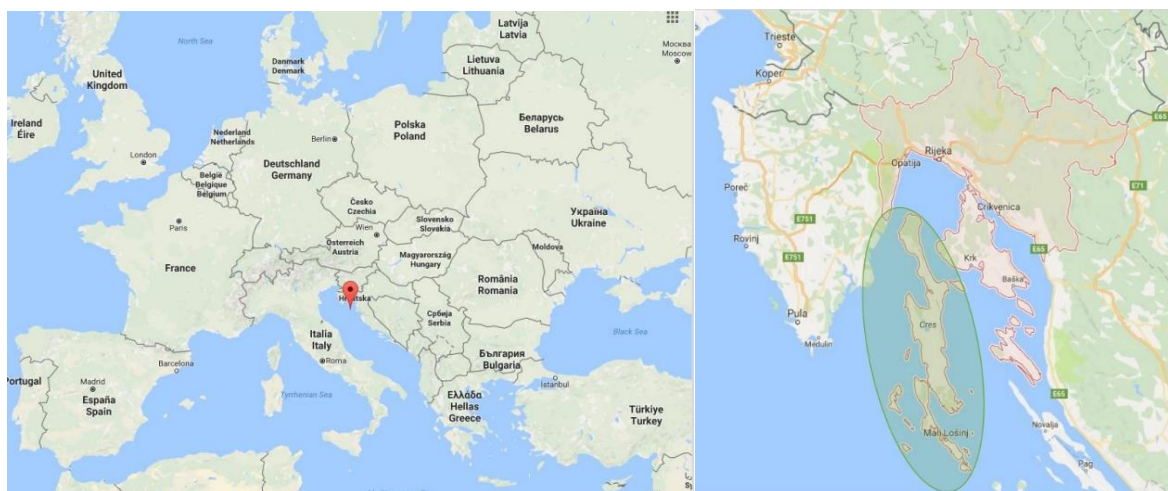 Latvija
Latvia
Москва
Moscow
North Sea
Danmark
Denmark
Lietuva
Lithuania
United
Kingdom
Ireland
Éire
Беларусь
Belarus
Nederland
Netherlands
Berlin
Polska
Poland
London
België
Belgique
Belgium
Deutschland
Germany
Česko
Czechia
Україна
Ukraine
Paris
Slovensko
Slovakia
Wien
Österreich
Austria
Moldova
Magyarország
Hungary
France
România
Romania
Hrvatska
Србија
Serbia
Italia
Italy
Black Sea
България
Bulgaria
Roma
Barcelona
Portugal
Madrid
España
Spain
Tyrrhenian Sea
İstanbul
Ελλάδα
Hellas
Greece
Türkiye
Turkey
Trieste
Koper
E65
Rijeka
Opatija
E71
Poreč
E751
Crikvenica
Rovinj
E751
E65
Krk
Baška
Pula
Cres
Medulin
E65
Mali Lošinj
Novalja
Pag